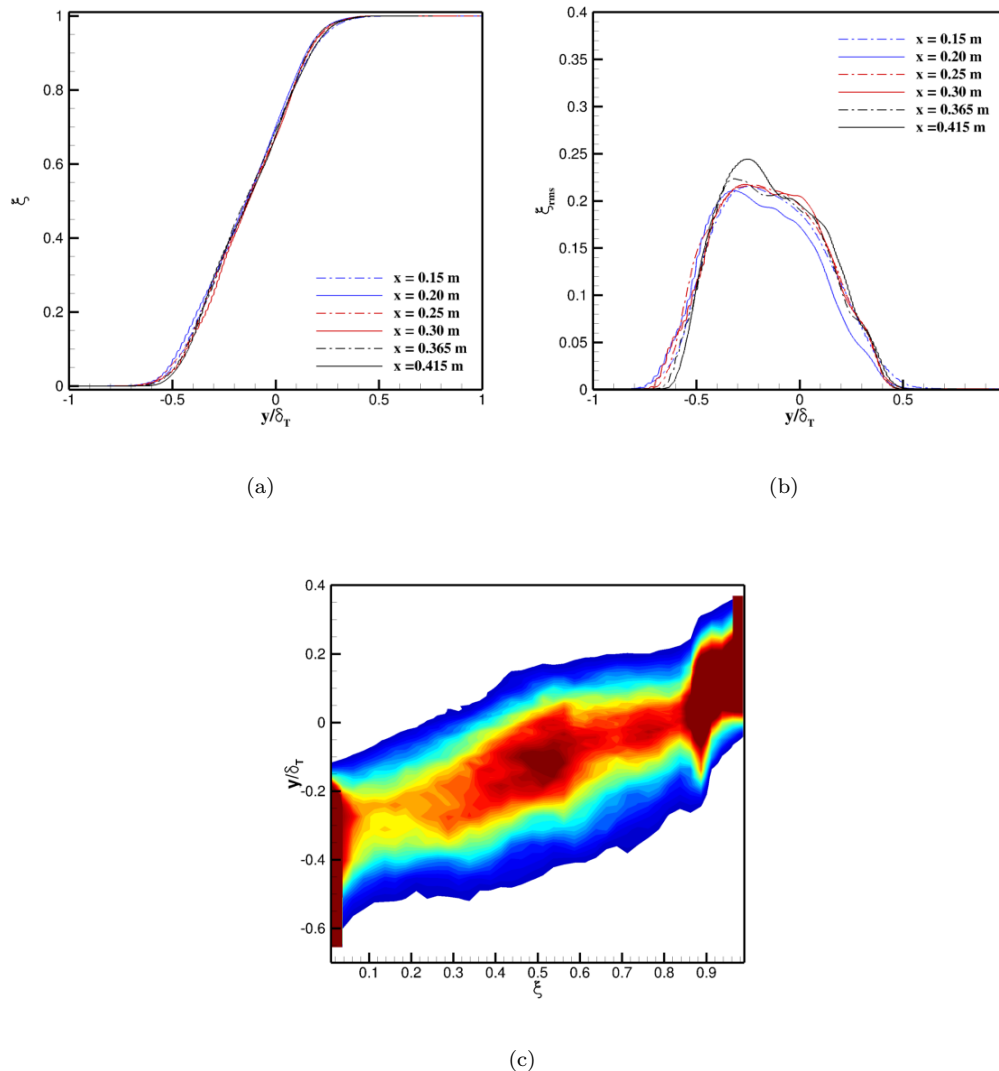 1
0.8
0.6
0.4
0.2
0
ξ
-1 -0.5 0 0.5 1
y/δT
x = 0.15 m
x = 0.20 m
x = 0.25 m
x = 0.30 m
x = 0.365 m
x =0.415 m
(a)
0.4
0.35
0.3
0.25
0.2
0.15
0.1
0.05
0
ξrms
-1 -0.5 0 0.5
y/δT
x = 0.15 m
x = 0.20 m
x = 0.25 m
x = 0.30 m
x = 0.365 m
x =0.415 m
(b)
0.4
0.2
0
-0.2
-0.4
-0.6
y/δT
0.1 0.2 0.3 0.4 0.5 0.6 0.7 0.8 0.9
ξ
(c)